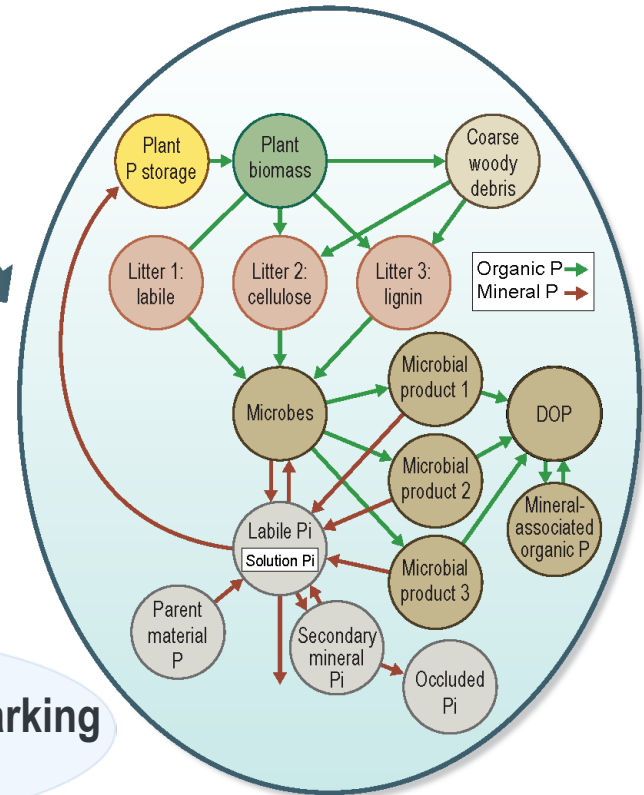 Plant
P storage
Plant
biomass
Coarse
woody
debris
Litter 1:
labile
Litter 2:
cellulose
Litter 3:
lignin
Organic P
Mineral P
Microbes
Microbial
product 1
Microbial
product 2
Microbial
product 3
DOP
Mineral-
associated
organic P
Labile Pi
Solution Pi
Parent
material
P
Secondary
mineral
Pi
Occluded
Pi
arking